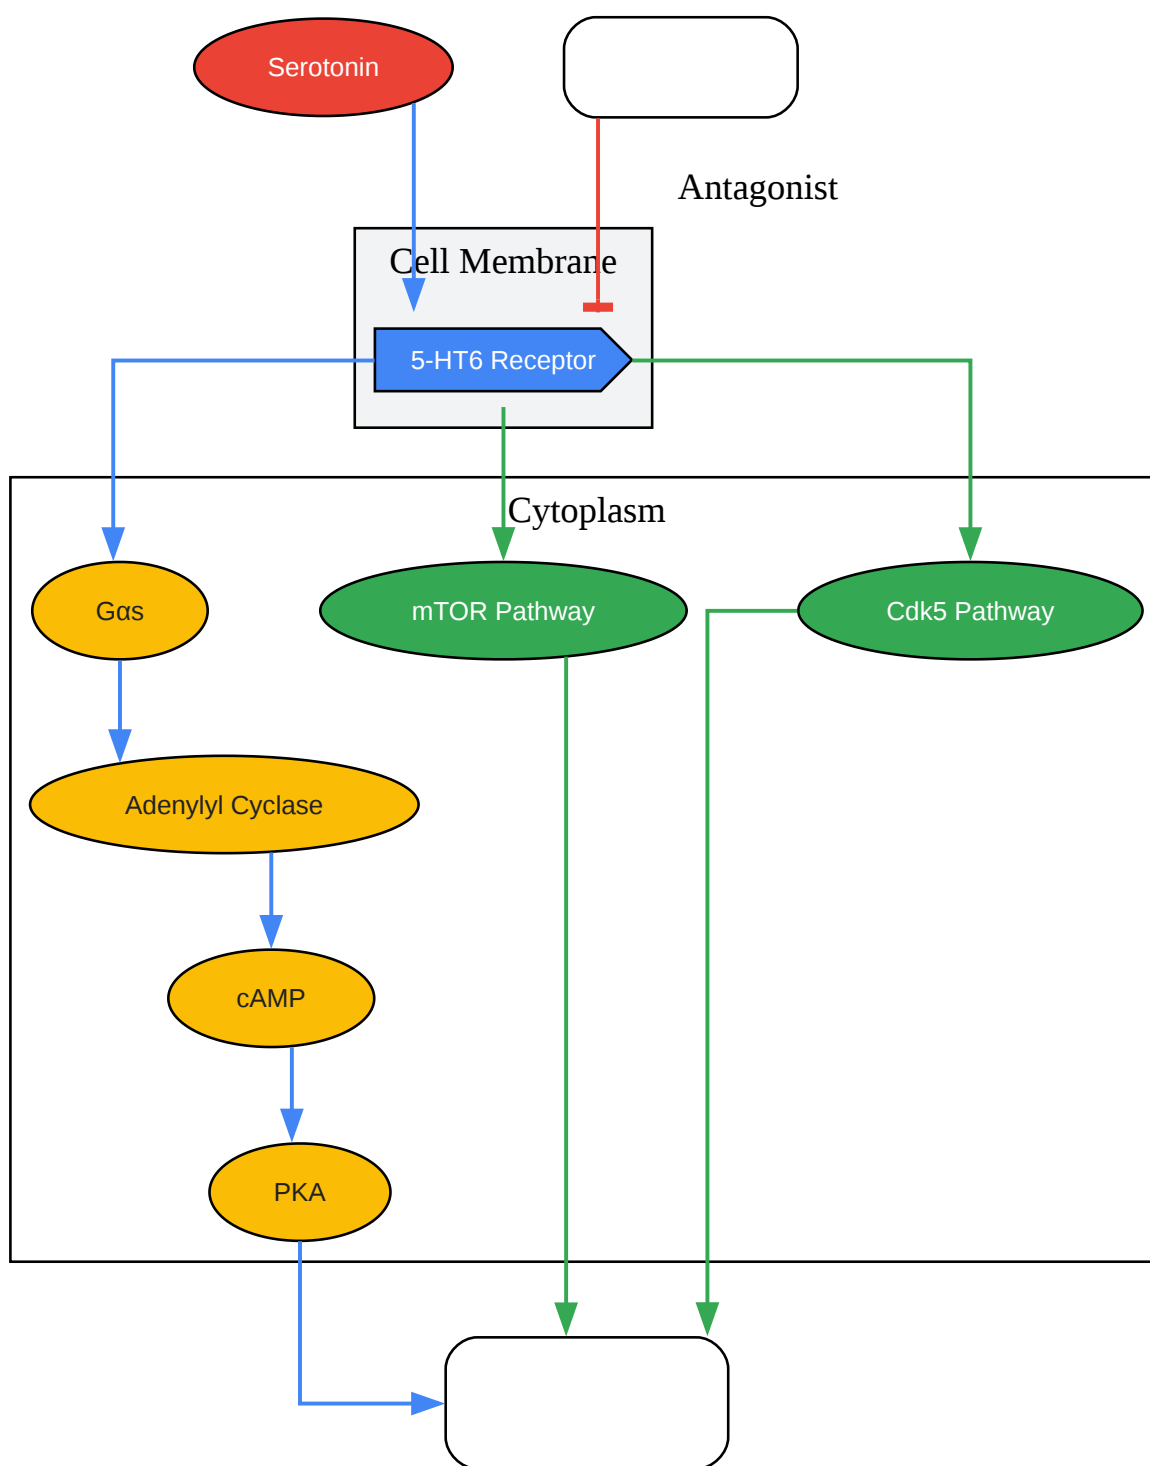 Serotonin
Antagonist
Cell Membrane
5-HT6 Receptor
Cytoplasm
Gαs
mTOR Pathway
Cdk5 Pathway
Adenylyl Cyclase
cAMP
PKA